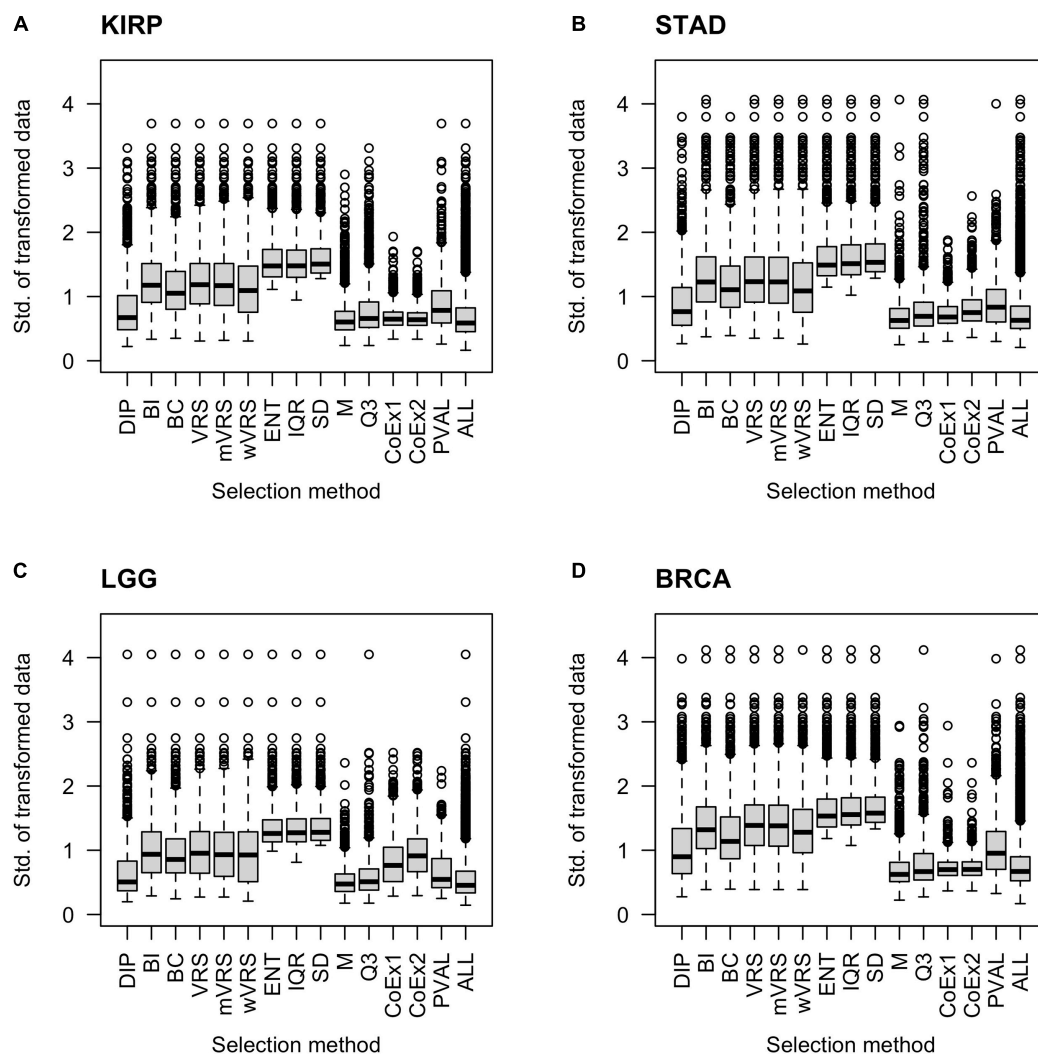 A KIRP
Std. of transformed data
4
3
2
1
0
DIP
BI
BC
VRS
mVRS
wVRS
ENT
IQR
SD
M
Q3
CoEx1
CoEx2
PVAL
ALL
Selection method
B STAD
Std. of transformed data
4
3
2
1
0
DIP
BI
BC
VRS
mVRS
wVRS
ENT
IQR
SD
M
Q3
CoEx1
CoEx2
PVAL
ALL
Selection method
C LGG
Std. of transformed data
4
3
2
1
0
DIP
BI
BC
VRS
mVRS
wVRS
ENT
IQR
SD
M
Q3
CoEx1
CoEx2
PVAL
ALL
Selection method
D BRCA
Std. of transformed data
4
3
2
1
0
DIP
BI
BC
VRS
mVRS
wVRS
ENT
IQR
SD
M
Q3
CoEx1
CoEx2
PVAL
ALL
Selection method